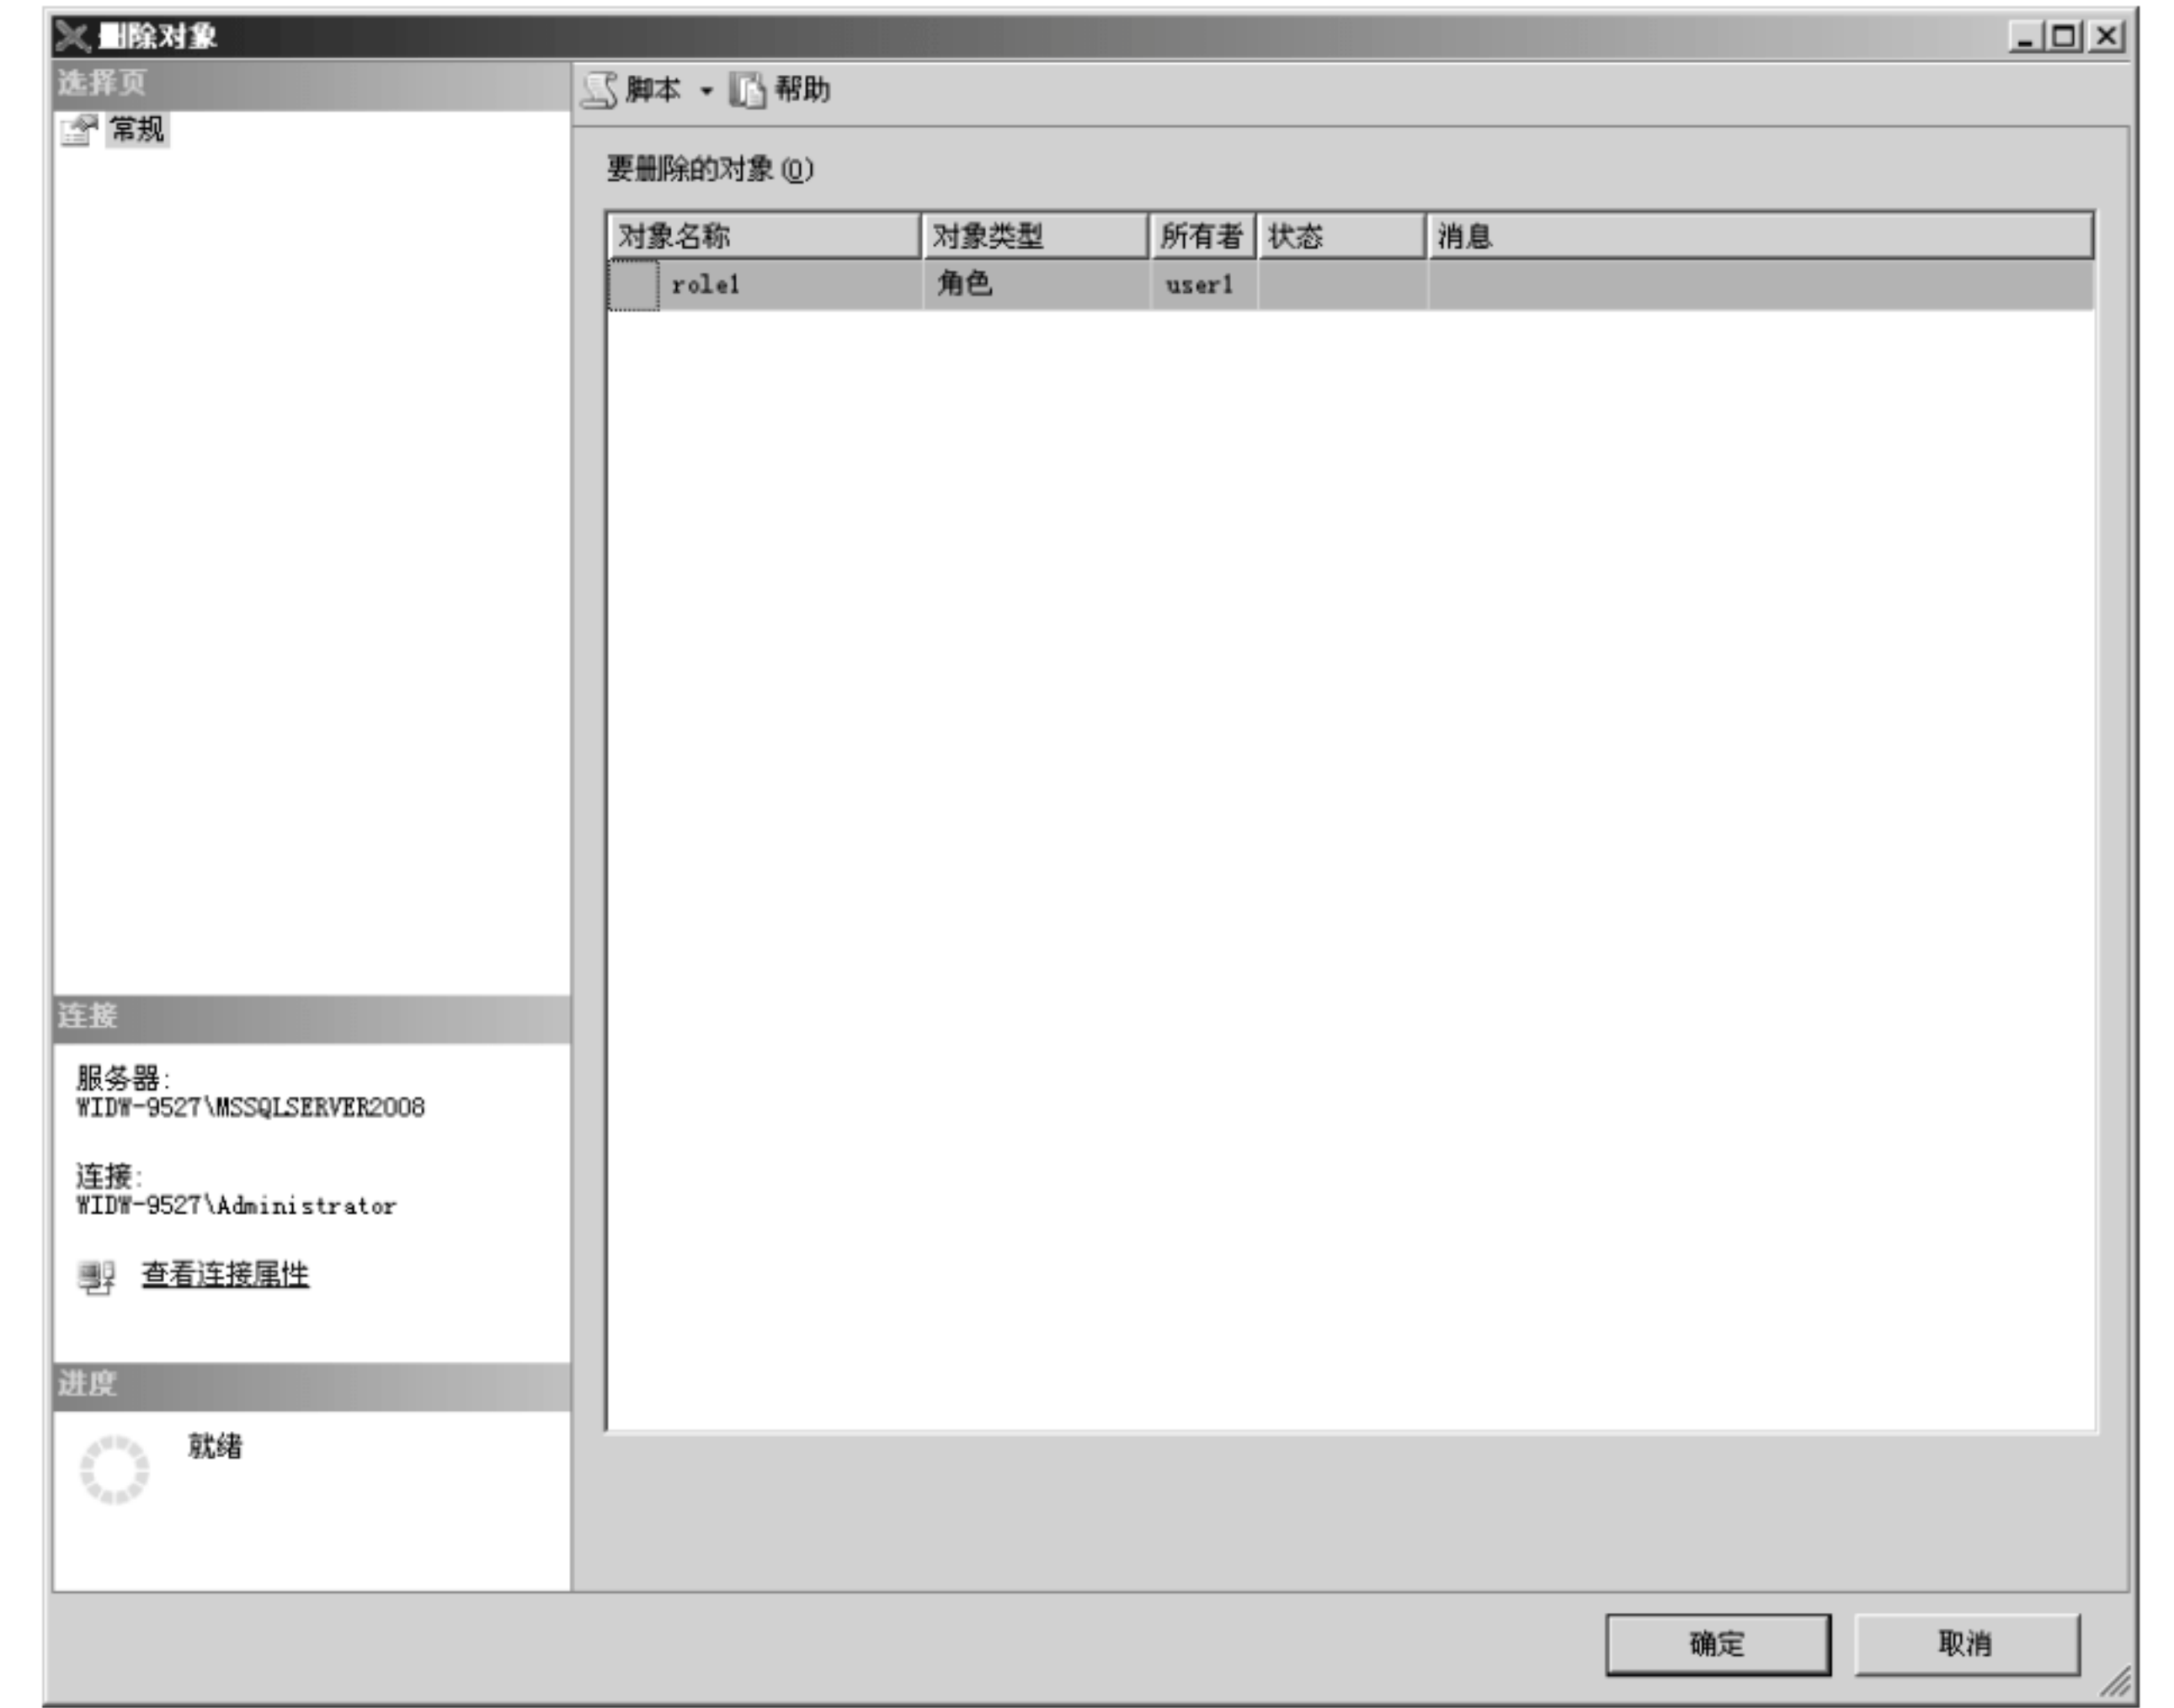 删除对象
选择页
常规
脚本 帮助
要删除的对象(O)
对象名称 对象类型 所有者 状态 消息
role1 角色 user1
连接
服务器:
WIDW-9527\MSSQLSERVER2008
连接:
WIDW-9527\Administrator
查看连接属性
进度
就绪
确定 取消